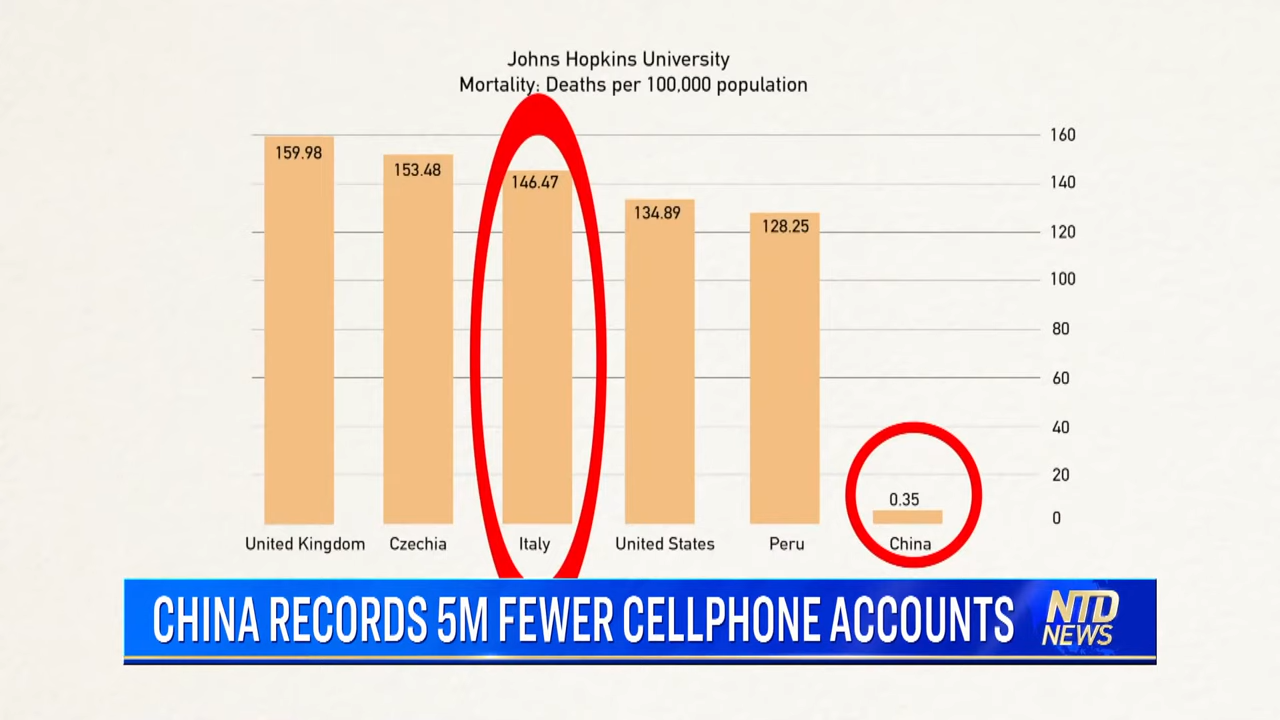 Johns Hopkins University
Mortality: Deaths per 100,000 population
160
140
120
100
80
60
40
20
0
159.98
153.48
146.47
134.89
128.25
0.35
United Kingdom
Czechia
Italy
United States
Peru
China
CHINA RECORDS 5M FEWER CELLPHONE ACCOUNTS
NTD
NEWS